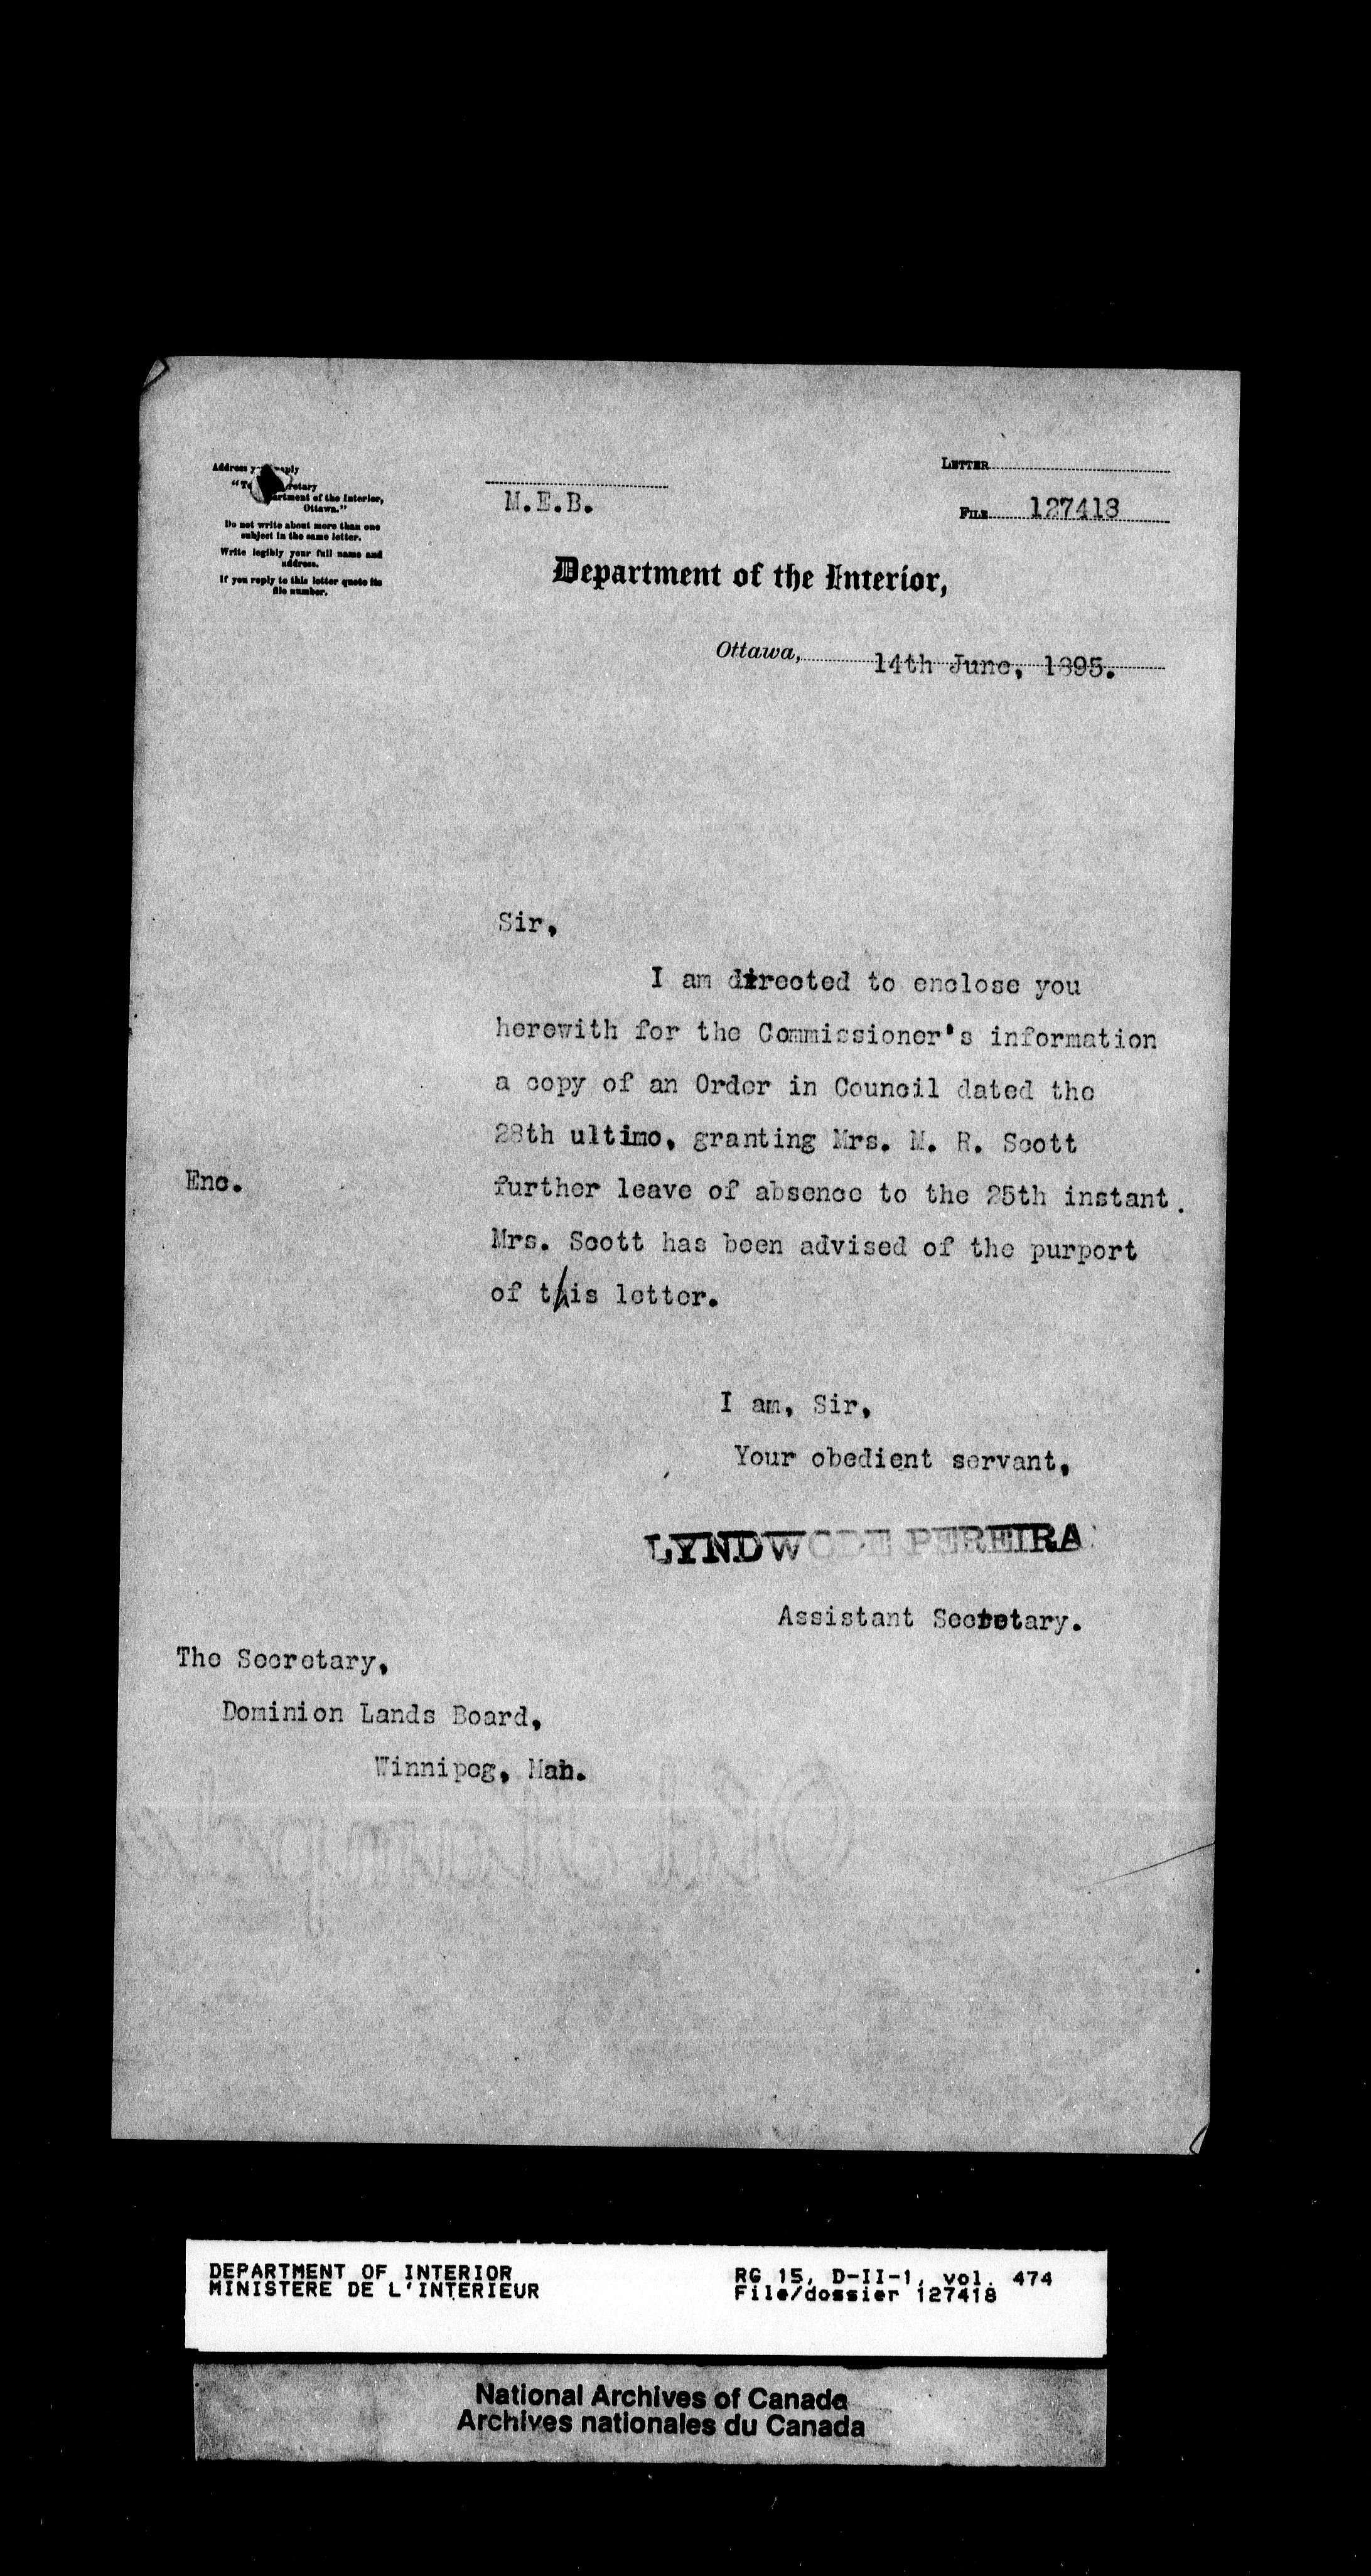 Address y reply
"To retary
artment of the Interior,
Ottawa."
Do not write about more than one
subject in the same letter.
Write legibly your full name and
address.
If you reply to this letter quote its
file number.
M.E.B.
LETTER
FILE 127418
Department of the Interior,
Ottawa, 14th June, 1895.
Sir,
I am directed to enclose you
herewith for the Commissioner's information
a copy of an Order in Council dated the
28th ultimo, granting Mrs. M. R. Scott
Enc.
further leave of absence to the 25th instant.
Mrs. Scott has been advised of the purport
of this letter.
I am, Sir,
Your obedient servant,
LYNDWODE PEREIRA
Assistant Secretary.
The Secretary,
Dominion Lands Board,
Winnipeg, Man.
DEPARTMENT OF INTERIOR
MINISTERE DE L'INTERIEUR
RG 15, D-II-1, vol. 474
File/dossier 127418
National Archives of Canada
Archives nationales du Canada